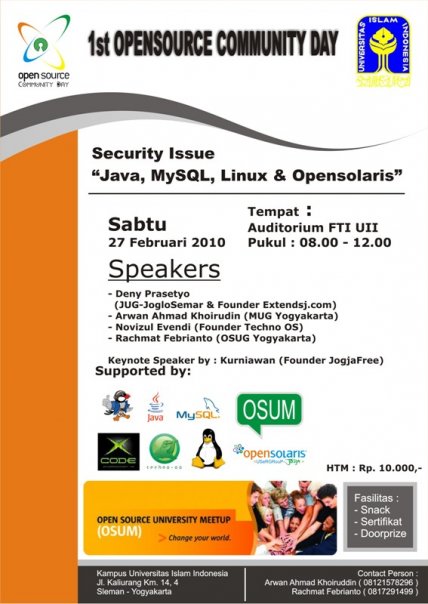 open source
COMMUNITY DAY
1st OPENSOURCE COMMUNITY DAY
UNIVERSITAS ISLAM INDONESIA
Security Issue
“Java, MySQL, Linux & Opensolaris”
Sabtu
27 Februari 2010
Tempat :
Auditorium FTI UII
Pukul : 08.00 - 12.00
Speakers
- Deny Prasetyo
(JUG-JogloSemar & Founder Extendsj.com)
- Arwan Ahmad Khoirudin (MUG Yogyakarta)
- Novizul Evendi (Founder Techno OS)
- Rachmat Febrianto (OSUG Yogyakarta)
Keynote Speaker by : Kurniawan (Founder JogjaFree)
Supported by:
Java
MySQL
OSUM
CODE
techno-os
opensolaris
HTM : Rp. 10.000,-
OPEN SOURCE UNIVERSITY MEETUP
(OSUM)
> Change your world.
Fasilitas :
- Snack
- Sertifikat
- Doorprize
Kampus Universitas Islam Indonesia
Jl. Kaliurang Km. 14, 4
Sleman - Yogyakarta
Contact Person :
Arwan Ahmad Khoiruddin ( 08121578296 )
Rachmat Febrianto ( 0817291499 )